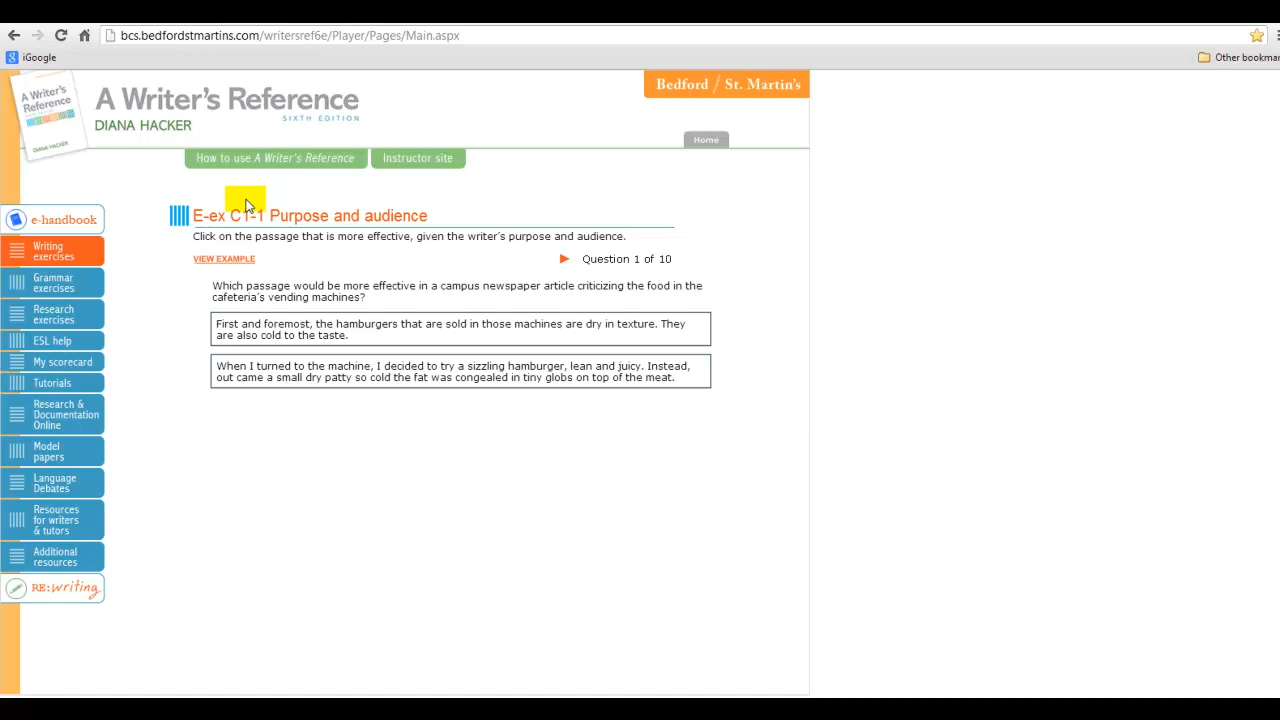 bcs.bedfordstmartins.com/writersref6e/Player/Pages/Main.aspx
iGoogle
Other bookmar
A Writer's
Reference
DIANA HACKER
A Writer's Reference
SIXTH EDITION
DIANA HACKER
Bedford / St. Martin's
Home
How to use A Writer's Reference
Instructor site
e-handbook
Writing
exercises
Grammar
exercises
Research
exercises
ESL help
My scorecard
Tutorials
Research &
Documentation
Online
Model
papers
Language
Debates
Resources
for writers
& tutors
Additional
resources
RE:writing
E-ex C1-1 Purpose and audience
Click on the passage that is more effective, given the writer's purpose and audience.
VIEW EXAMPLE
Question 1 of 10
Which passage would be more effective in a campus newspaper article criticizing the food in the
cafeteria's vending machines?
First and foremost, the hamburgers that are sold in those machines are dry in texture. They
are also cold to the taste.
When I turned to the machine, I decided to try a sizzling hamburger, lean and juicy. Instead,
out came a small dry patty so cold the fat was congealed in tiny globs on top of the meat.